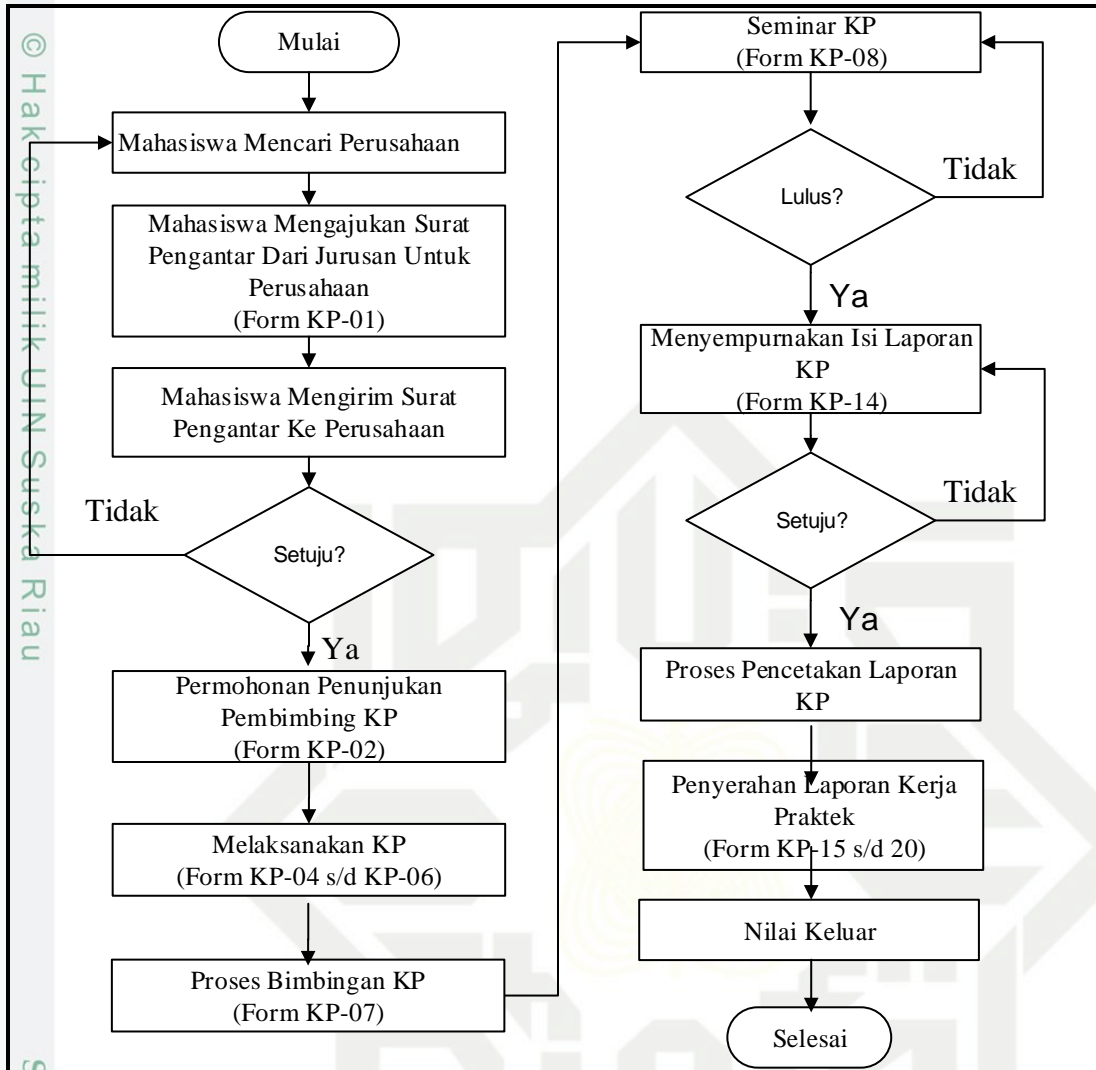 © Hak cipta milik UIN Suska Riau
Mulai
Mahasiswa Mencari Perusahaan
Mahasiswa Mengajukan Surat
Pengantar Dari Jurusan Untuk
Perusahaan
(Form KP-01)
Mahasiswa Mengirim Surat
Pengantar Ke Perusahaan
Tidak
Setuju?
Ya
Permohonan Penunjukan
Pembimbing KP
(Form KP-02)
Melaksanakan KP
(Form KP-04 s/d KP-06)
Proses Bimbingan KP
(Form KP-07)
Seminar KP
(Form KP-08)
Tidak
Lulus?
Ya
Menyempurnakan Isi Laporan
KP
(Form KP-14)
Tidak
Setuju?
Ya
Proses Pencetakan Laporan
KP
Penyerahan Laporan Kerja
Praktek
(Form KP-15 s/d 20)
Nilai Keluar
Selesai